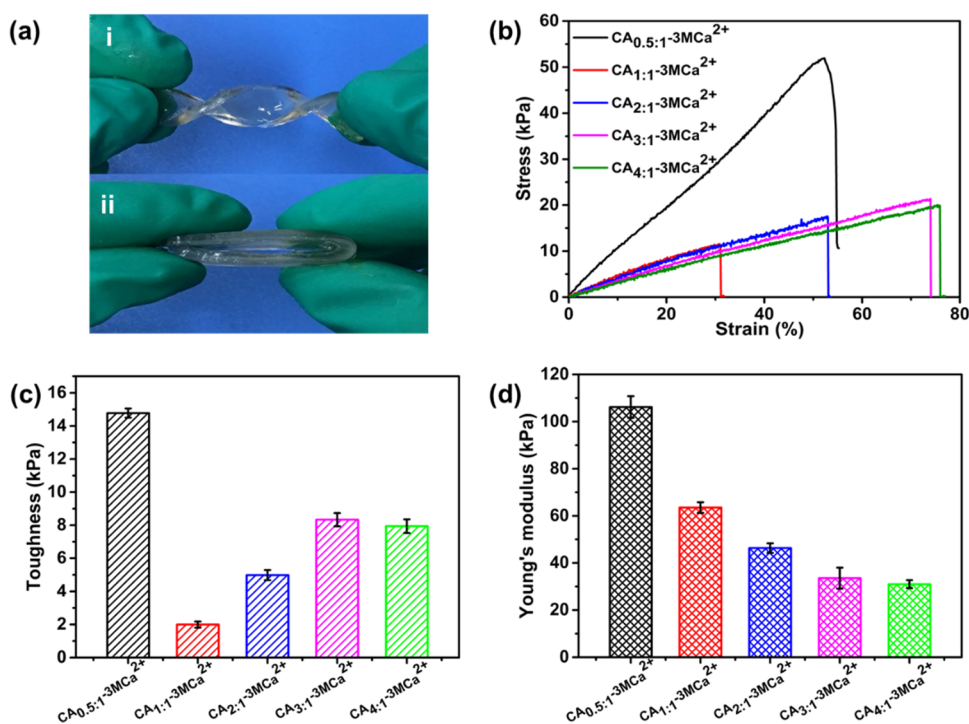 (a)
i
ii
(b)
Stress (kPa)
60
50
40
30
20
10
0
CA0.5:1-3MCa2+
CA1:1-3MCa2+
CA2:1-3MCa2+
CA3:1-3MCa2+
CA4:1-3MCa2+
0 20 40 60 80
Strain (%)
(c)
Toughness (kPa)
16
14
12
10
8
6
4
2
0
CA0.5:1-3MCa2+
CA1:1-3MCa2+
CA2:1-3MCa2+
CA3:1-3MCa2+
CA4:1-3MCa2+
(d)
Young's modulus (kPa)
120
100
80
60
40
20
0
CA0.5:1-3MCa2+
CA1:1-3MCa2+
CA2:1-3MCa2+
CA3:1-3MCa2+
CA4:1-3MCa2+